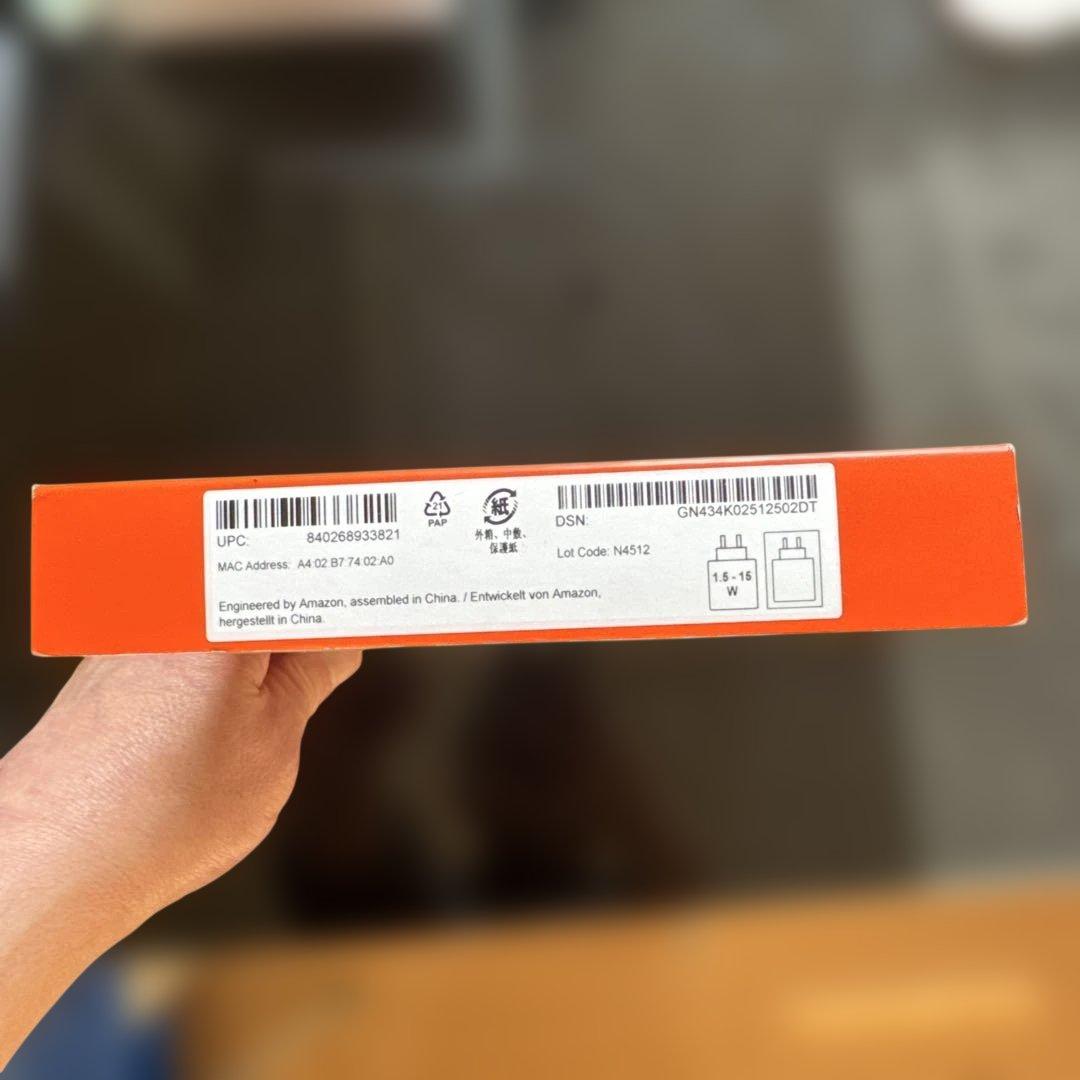 UPC: 840268933821
MAC Address: A4:02:B7:74:02:A0
Engineered by Amazon, assembled in China. / Entwickelt von Amazon,
hergestellt in China.
21
PAP
紙
外箱、中敷、
保護紙
DSN: GN434K02512502DT
Lot Code: N4512
1.5 - 15
W